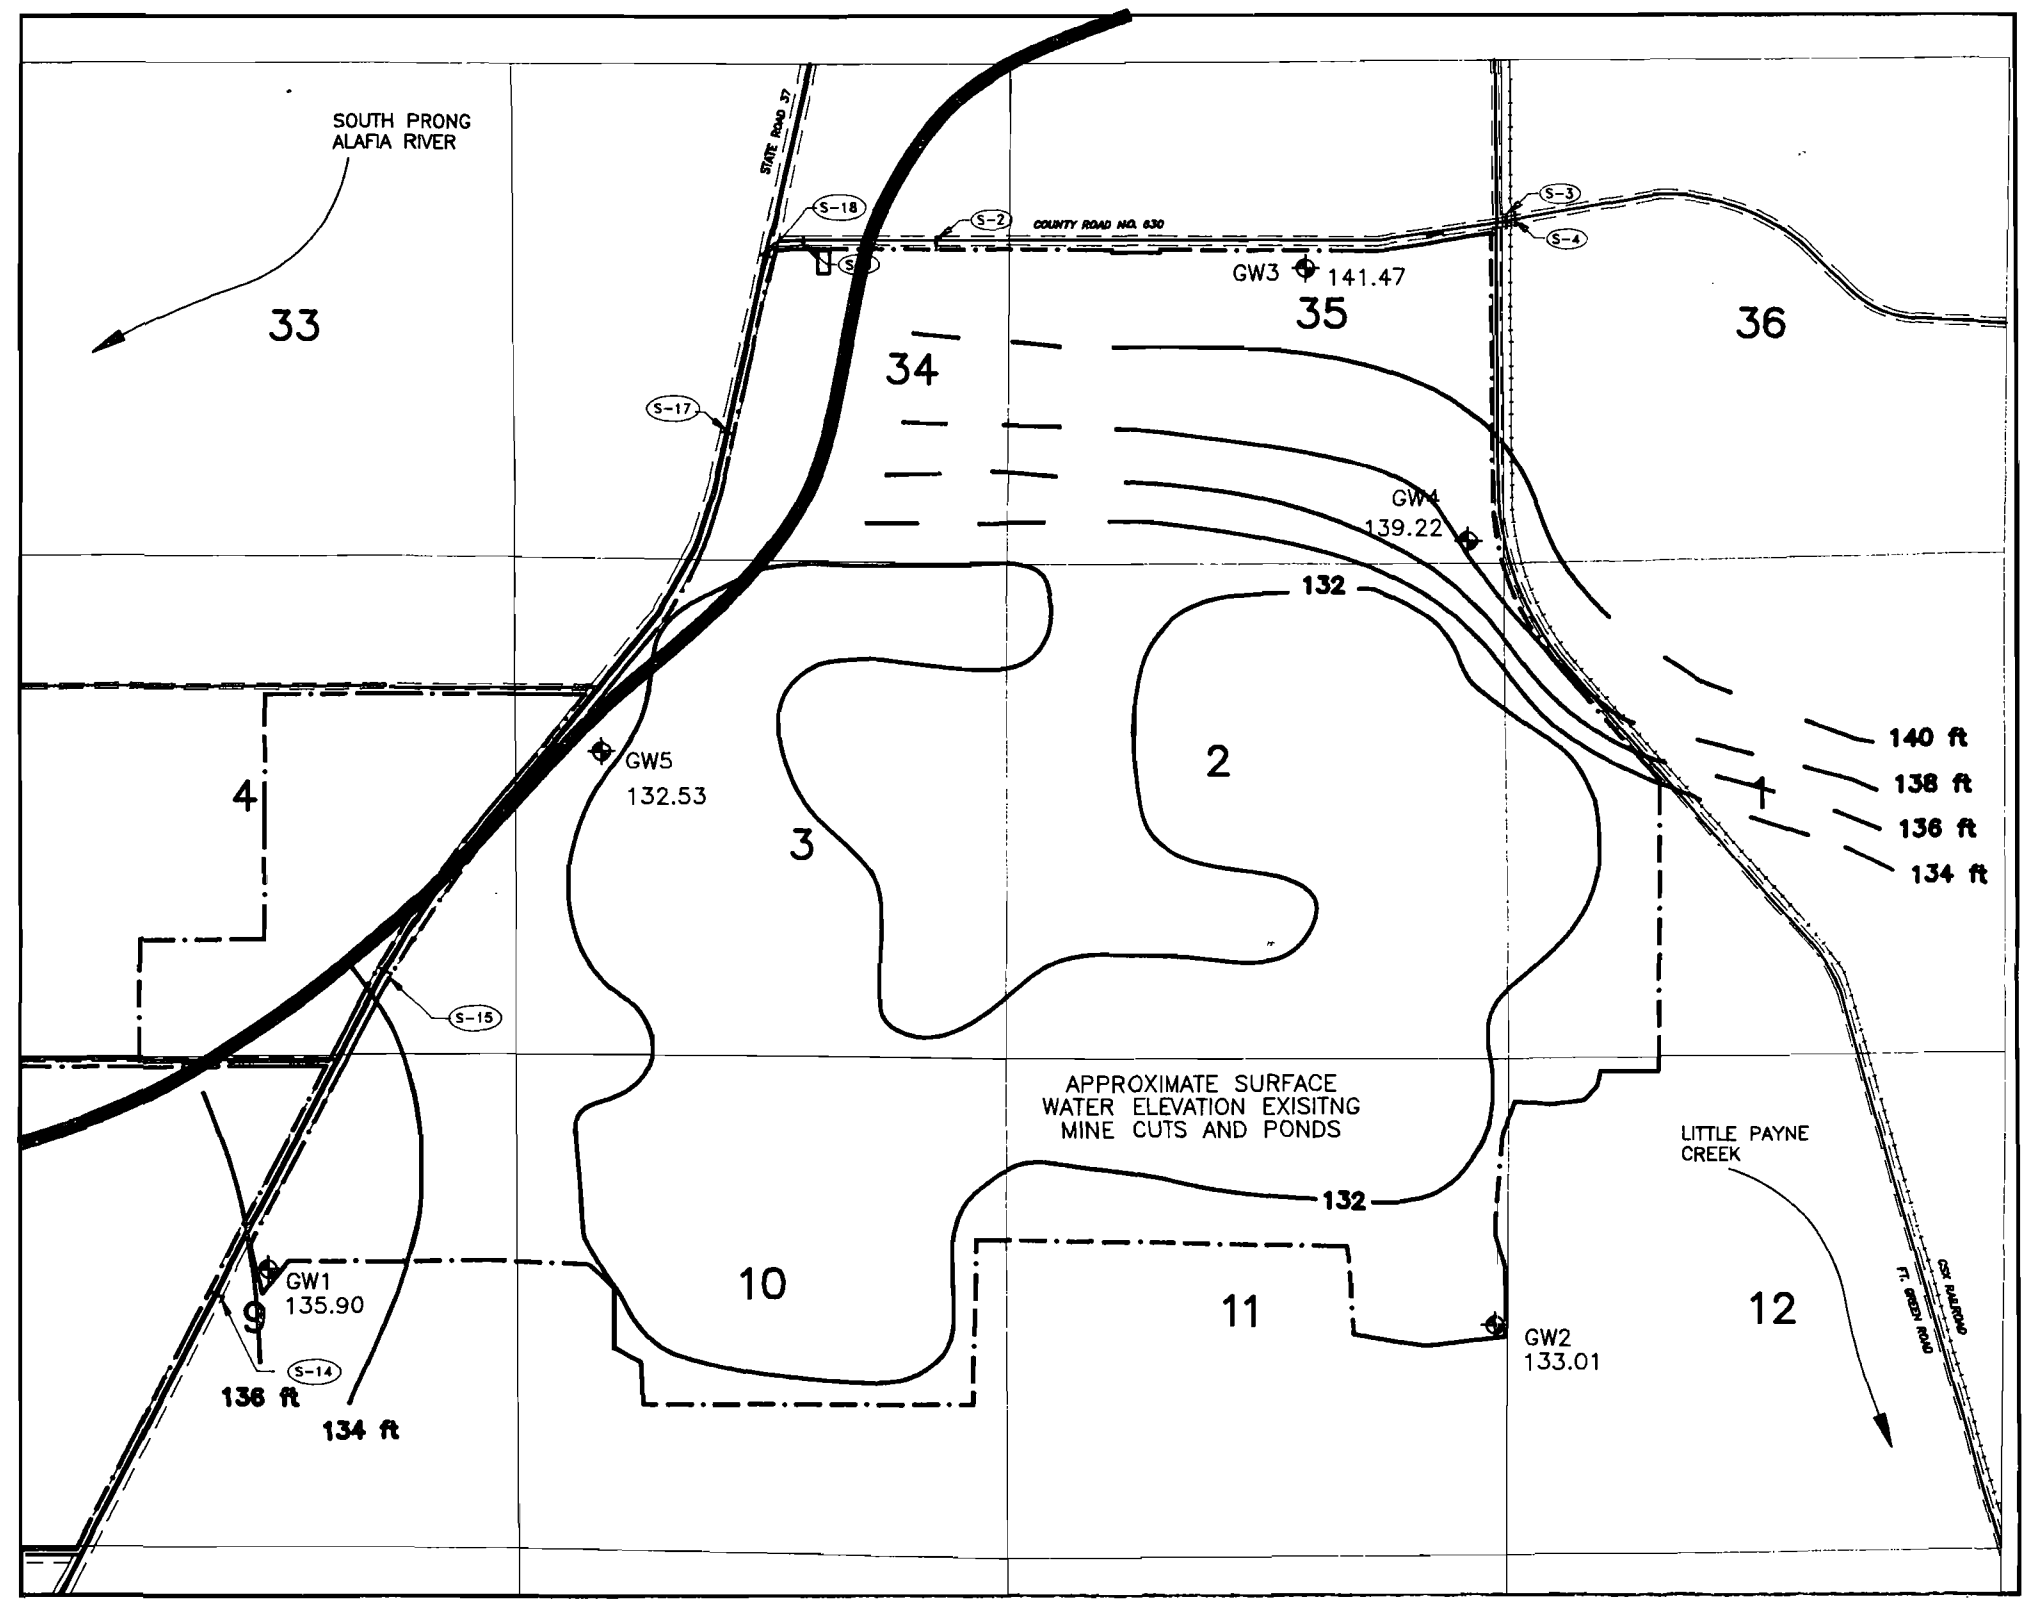 SOUTH PRONG
ALAFIA RIVER
STATE ROAD 37
S-18
S-2
COUNTY ROAD NO. 630
S-3
S-4
GW3
141.47
33
34
35
36
S-17
GW4
139.22
132
GW5
132.53
4
3
2
1
140 ft
138 ft
136 ft
134 ft
S-15
APPROXIMATE SURFACE
WATER ELEVATION EXISITNG
MINE CUTS AND PONDS
LITTLE PAYNE
CREEK
132
GW1
135.90
9
10
11
12
GW2
133.01
CSX RAILROAD
FT. GREEN ROAD
S-14
136 ft
134 ft